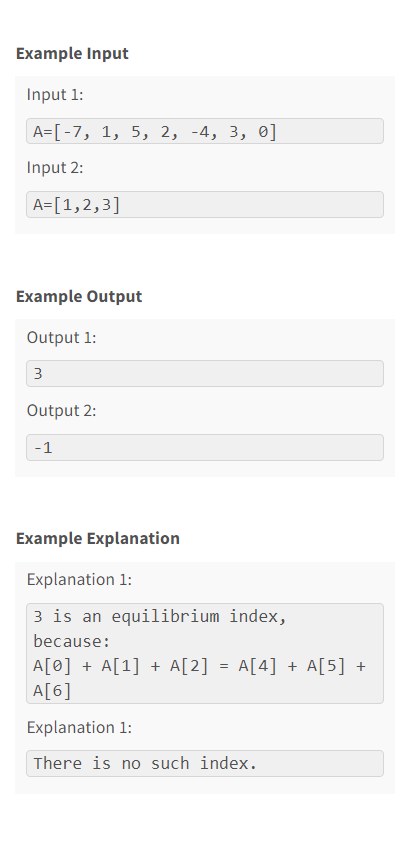 Example Input
Input 1:
A=[-7, 1, 5, 2, -4, 3, 0]
Input 2:
A=[1,2,3]
Example Output
Output 1:
3
Output 2:
-1
Example Explanation
Explanation 1:
3 is an equilibrium index,
because:
A[0] + A[1] + A[2] = A[4] + A[5] +
A[6]
Explanation 1:
There is no such index.